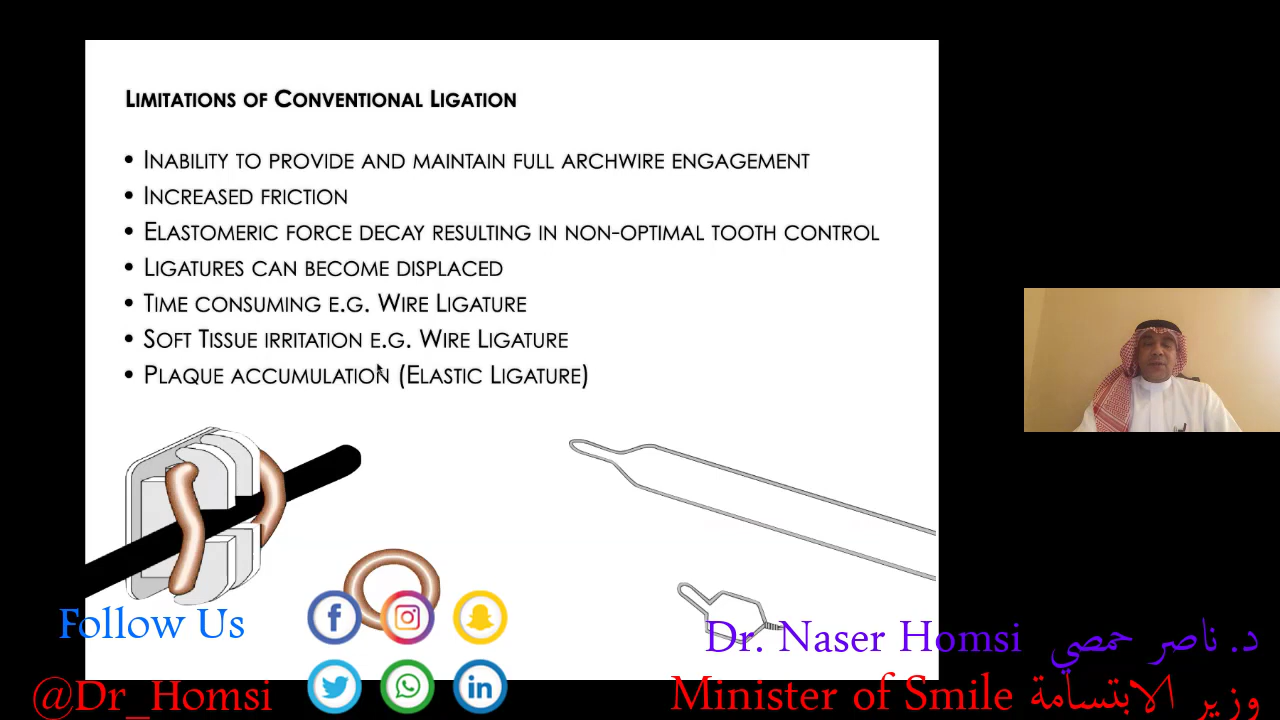 LIMITATIONS OF CONVENTIONAL LIGATION
• INABILITY TO PROVIDE AND MAINTAIN FULL ARCHWIRE ENGAGEMENT
• INCREASED FRICTION
• ELASTOMERIC FORCE DECAY RESULTING IN NON-OPTIMAL TOOTH CONTROL
• LIGATURES CAN BECOME DISPLACED
• TIME CONSUMING E.G. WIRE LIGATURE
• SOFT TISSUE IRRITATION E.G. WIRE LIGATURE
• PLAQUE ACCUMULATION (ELASTIC LIGATURE)
Follow Us
@Dr_Homsi
Dr. Naser Homsi د. ناصر حمصي
Minister of Smile وزير الابتسامة